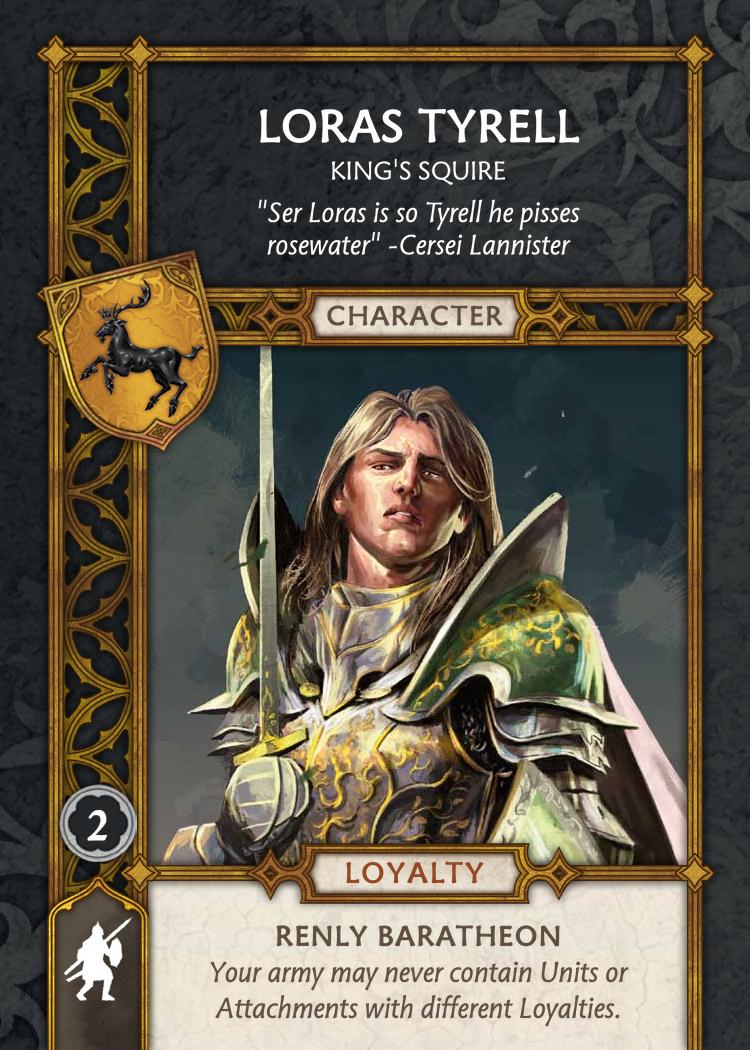 LORAS TYRELL
KING'S SQUIRE
"Ser Loras is so Tyrell he pisses
rosewater" -Cersei Lannister
CHARACTER
2
LOYALTY
RENLY BARATHEON
Your army may never contain Units or
Attachments with different Loyalties.